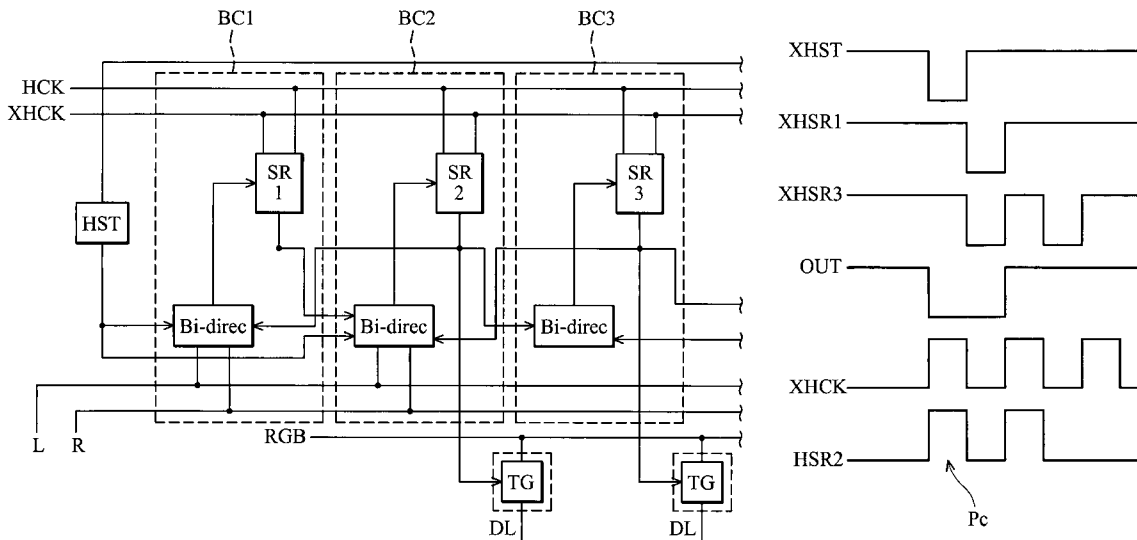 BC1 BC2 BC3
HCK
XHCK
SR
1
SR
2
SR
3
HST
Bi-direc Bi-direc Bi-direc
L R
RGB
TG TG
DL DL
XHST
XHSR1
XHSR3
OUT
XHCK
HSR2
Pc